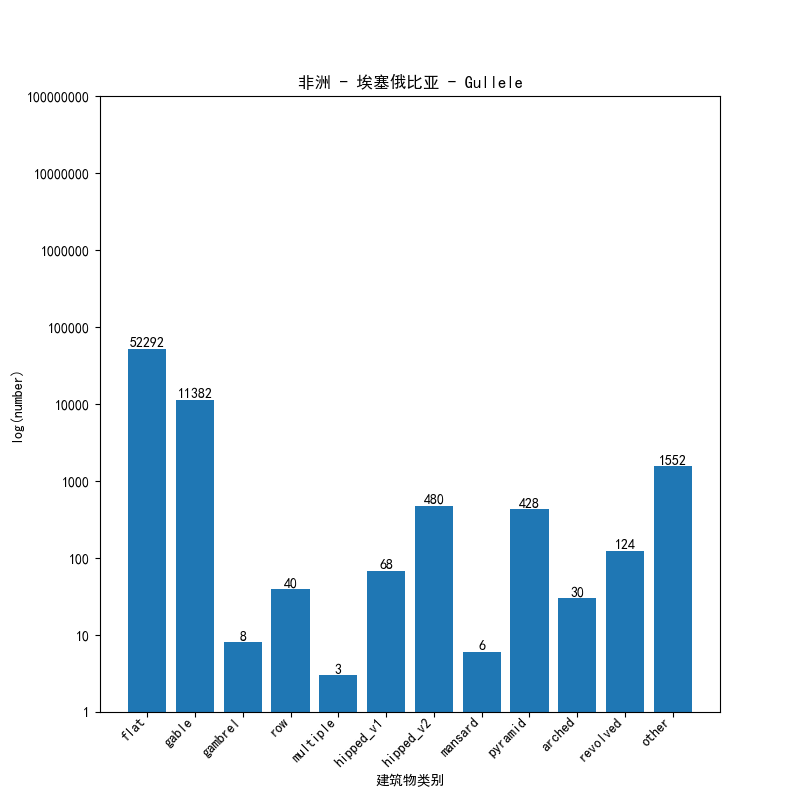 非洲 - 埃塞俄比亚 - Gullele
100000000
10000000
1000000
100000
10000
1000
100
10
1
log(number)
52292
11382
8
40
3
68
480
6
428
30
124
1552
flat
gable
gambrel
row
multiple
hipped_v1
hipped_v2
mansard
pyramid
arched
revolved
other
建筑物类别